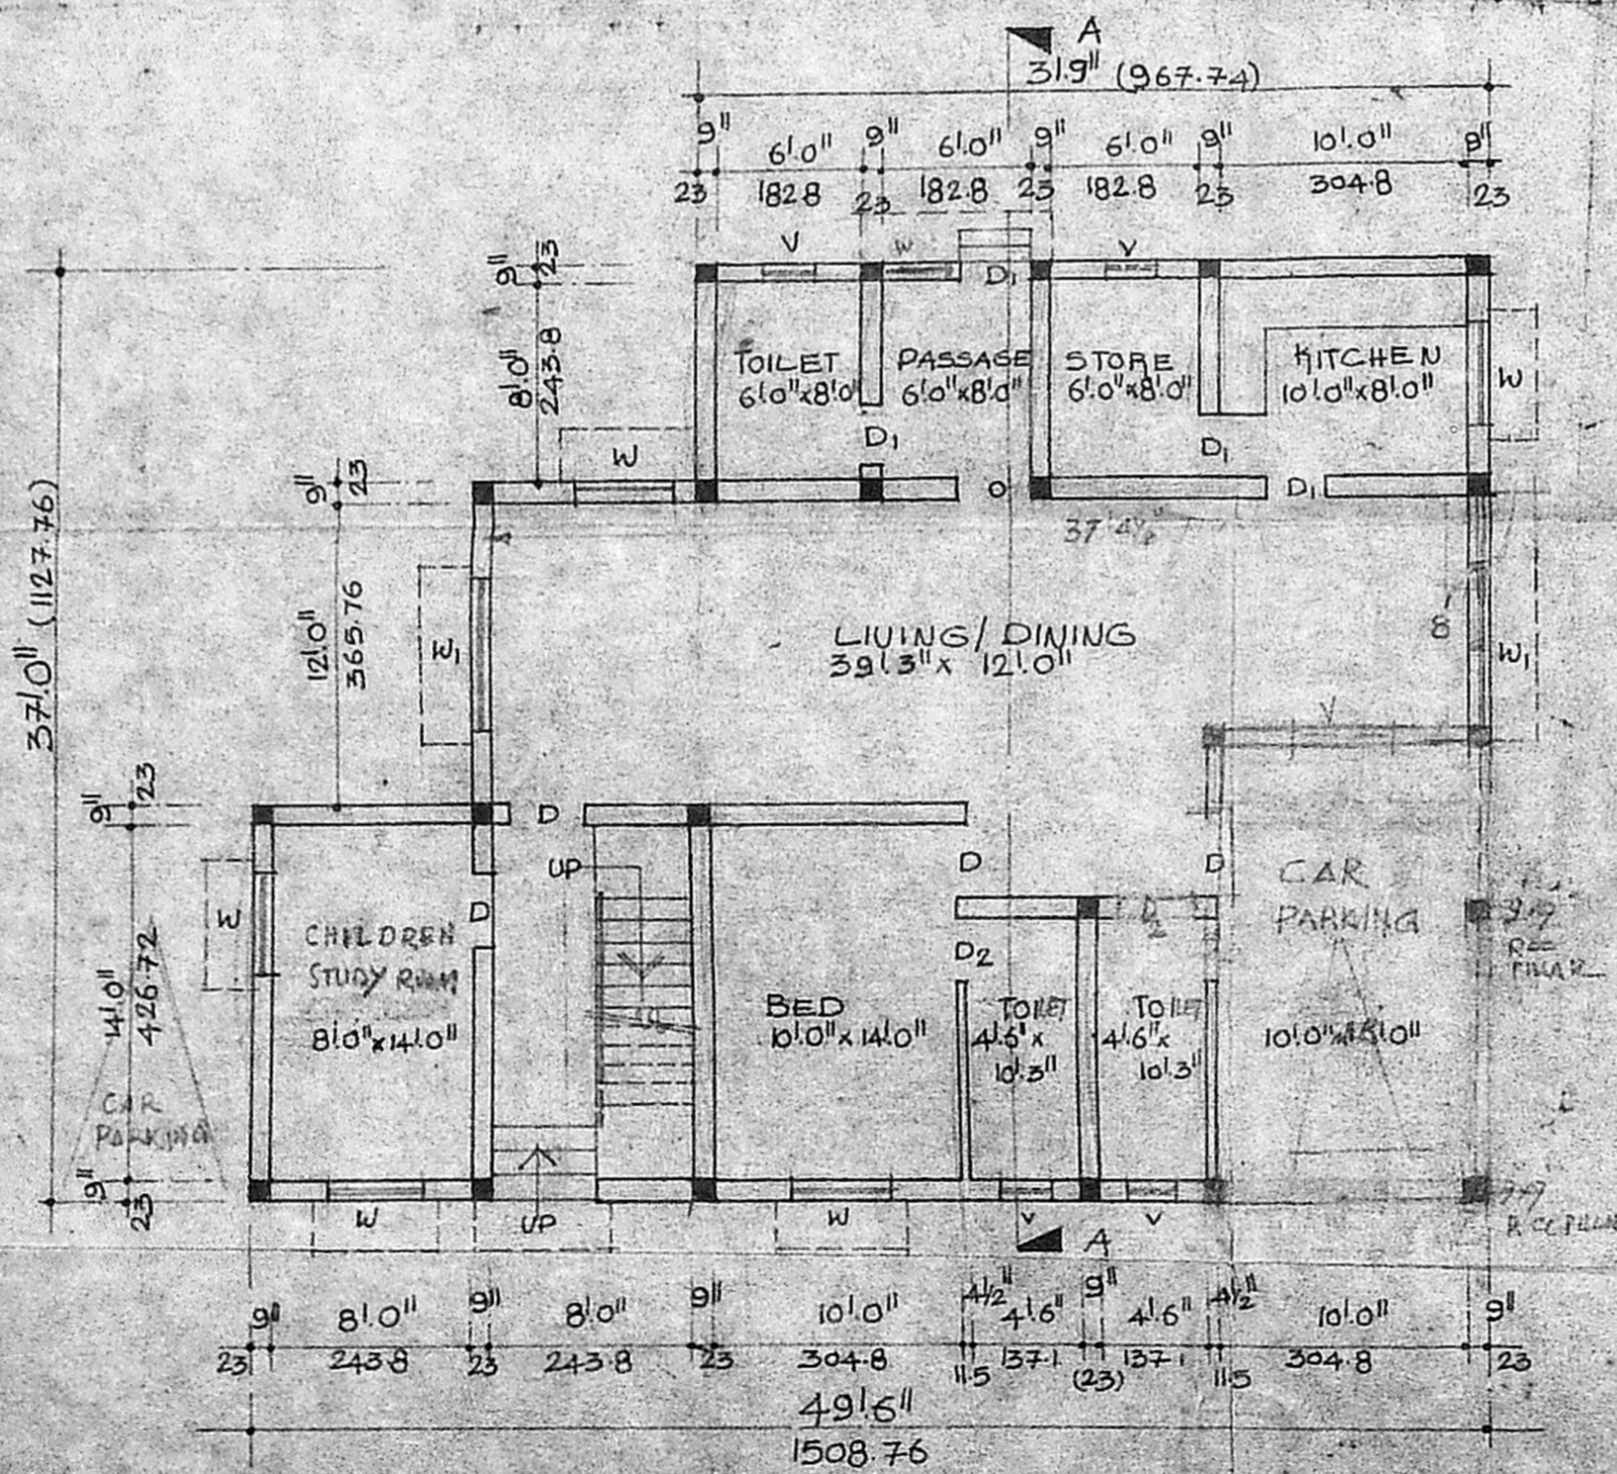 A
31'.9" (967.74)
9" 6'.0" 9" 6'.0" 9" 6'.0" 9" 10'.0" 9"
23 182.8 23 182.8 23 182.8 23 304.8 23
V W V
9" 23
D1
8'.0" 243.8
TOILET PASSAGE STORE KITCHEN
6'.0"x8'.0" 6'.0"x8'.0" 6'.0"x8'.0" 10'.0"x8'.0"
W
D1 D1
W
9" 23
O D1
37'.0" (1127.76)
12'.0" 365.76
W1
LIVING/DINING
39'.3"x 12'.0"
8'
W1
V
9" 23
D
UP D D
W
D D2
CAR
PARKING
CHILDREN
STUDY ROOM
8'.0"x14'.0"
14'.0" 426.72
D2
BED
10'.0"x14'.0"
TOILET
4'.6"x
10'.3"
TOILET
4'.6"x
10'.3"
CAR
PARKING
9" 23
W UP W V V
A
9" 8'.0" 9" 8'.0" 9" 10'.0" 4½" 4'.6" 9" 4'.6" 4½" 10'.0" 9"
23 243.8 23 243.8 23 304.8 11.5 137.1 (23) 137.1 11.5 304.8 23
49'.6"
1508.76